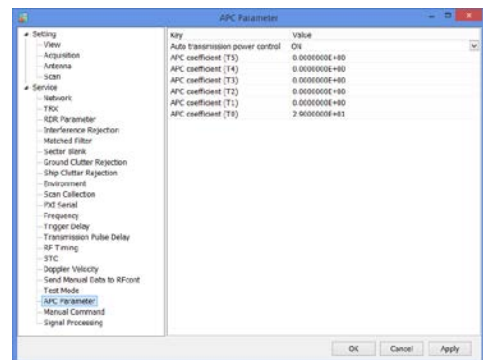 APC Parameter
Setting
View
Acquisition
Antenna
Scan
Service
Network
TRX
RDR Parameter
Interference Rejection
Matched Filter
Sector Blank
Ground Clutter Rejection
Ship Clutter Rejection
Environment
Scan Collection
PXI Serial
Frequency
Trigger Delay
Transmission Pulse Delay
RF Timing
STC
Doppler Velocity
Send Manual Data to RFcont
Test Mode
APC Parameter
Manual Command
Signal Processing
Key Value
Auto transmission power control ON
APC coefficient (T5) 0.0000000E+00
APC coefficient (T4) 0.0000000E+00
APC coefficient (T3) 0.0000000E+00
APC coefficient (T2) 0.0000000E+00
APC coefficient (T1) 0.0000000E+00
APC coefficient (T0) 2.9000000E+01
OK Cancel Apply